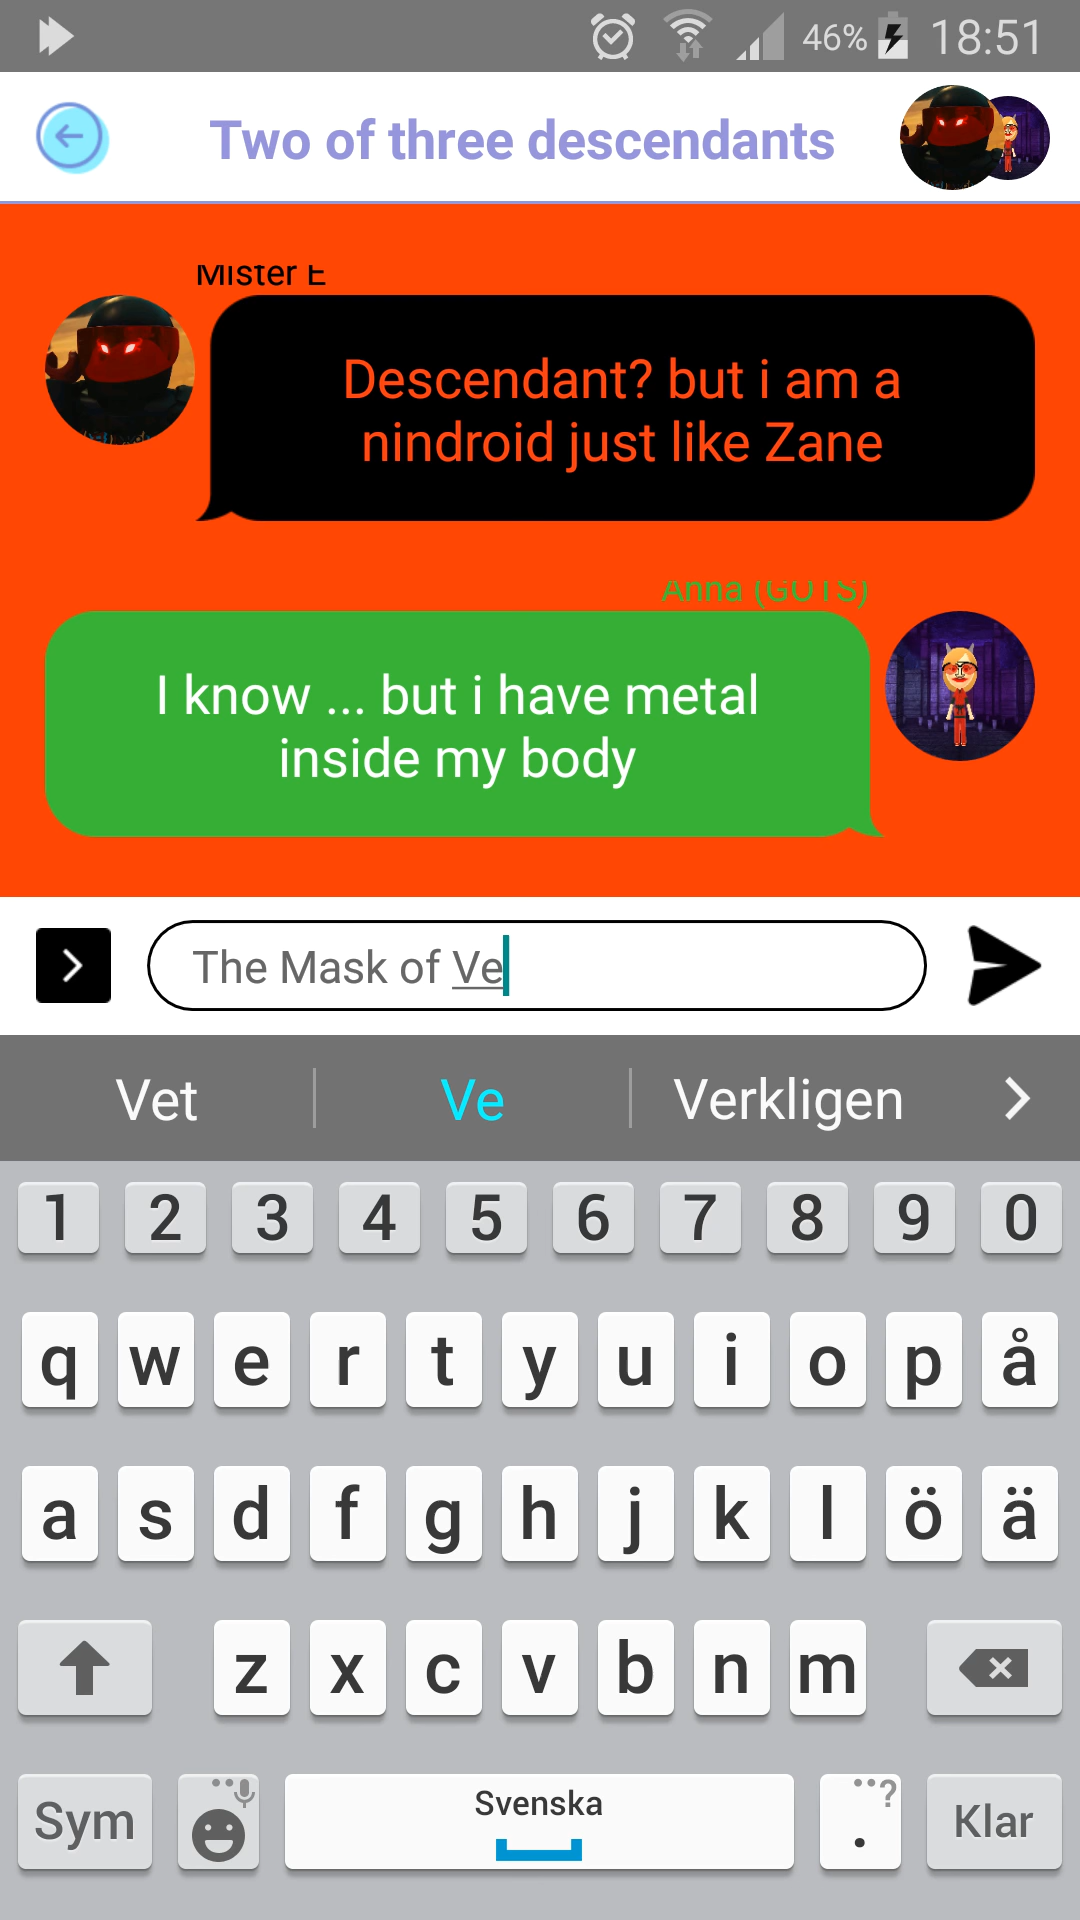 46% 18:51
Two of three descendants
Mister E
Descendant? but i am a
nindroid just like Zane
Anna (GOTS)
I know ... but i have metal
inside my body
The Mask of Ve
Vet Ve Verkligen
1 2 3 4 5 6 7 8 9 0
q w e r t y u i o p å
a s d f g h j k l ö ä
z x c v b n m
Sym Svenska . ? Klar